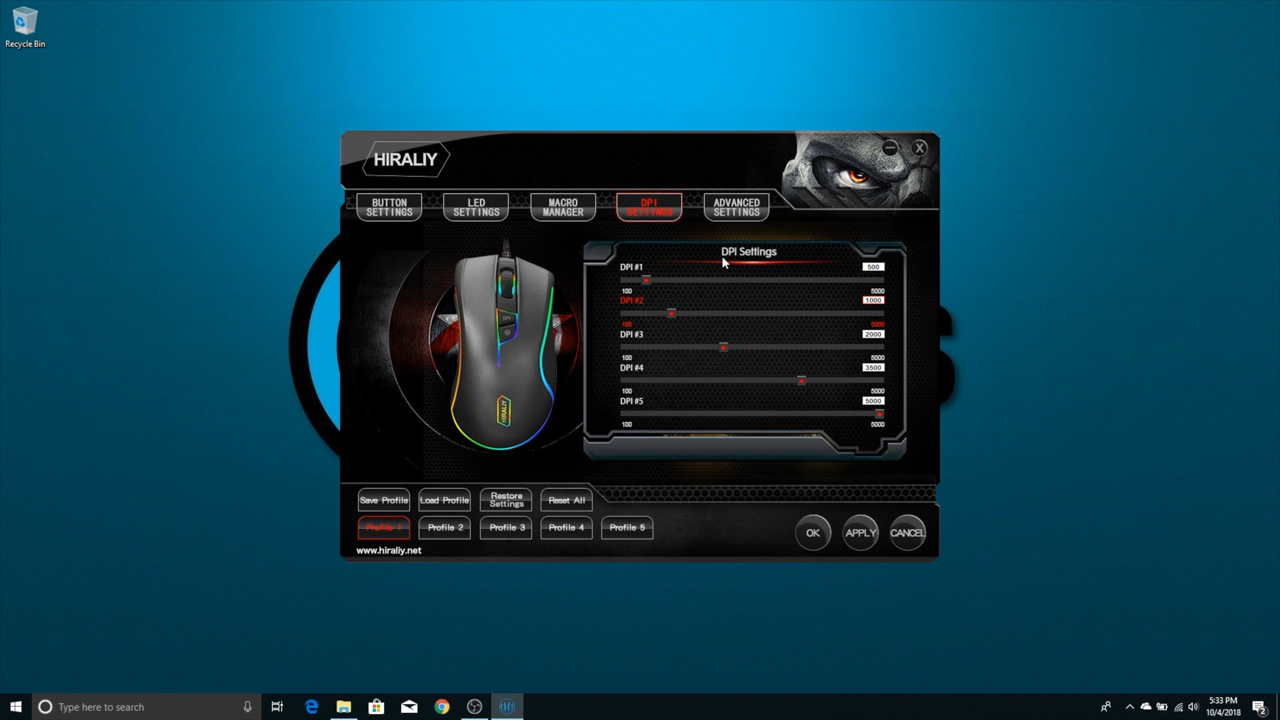 Recycle Bin
HIRALIY
BUTTON
SETTINGS
LED
SETTINGS
MACRO
MANAGER
DPI
SETTINGS
ADVANCED
SETTINGS
X
DPI Settings
DPI #1
500
100
5000
DPI #2
1000
100
5000
DPI #3
2000
100
5000
DPI #4
3500
100
5000
DPI #5
5000
100
5000
DPI
HIRALIY
Save Profile
Load Profile
Restore
Settings
Reset All
Profile 1
Profile 2
Profile 3
Profile 4
Profile 5
OK
APPLY
CANCEL
www.hiraliy.net
Type here to search
5:33 PM
10/4/2018
2